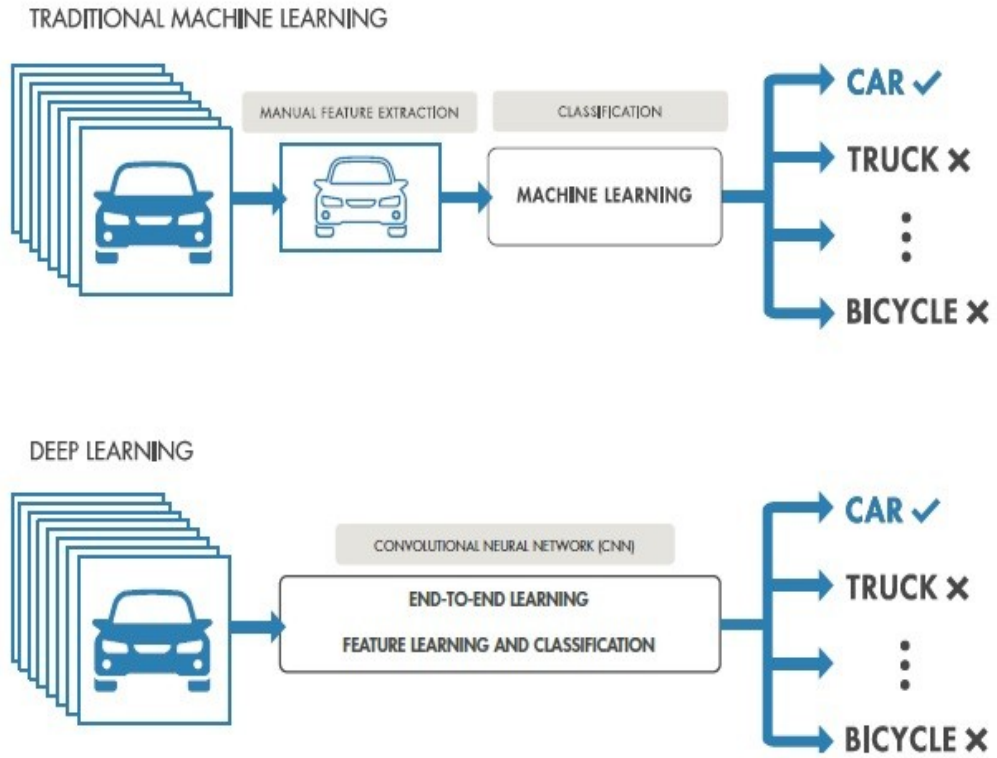 TRADITIONAL MACHINE LEARNING
MANUAL FEATURE EXTRACTION
CLASSIFICATION
MACHINE LEARNING
CAR ✓
TRUCK ✕
⋮
BICYCLE ✕
DEEP LEARNING
CONVOLUTIONAL NEURAL NETWORK (CNN)
END-TO-END LEARNING
FEATURE LEARNING AND CLASSIFICATION
CAR ✓
TRUCK ✕
⋮
BICYCLE ✕